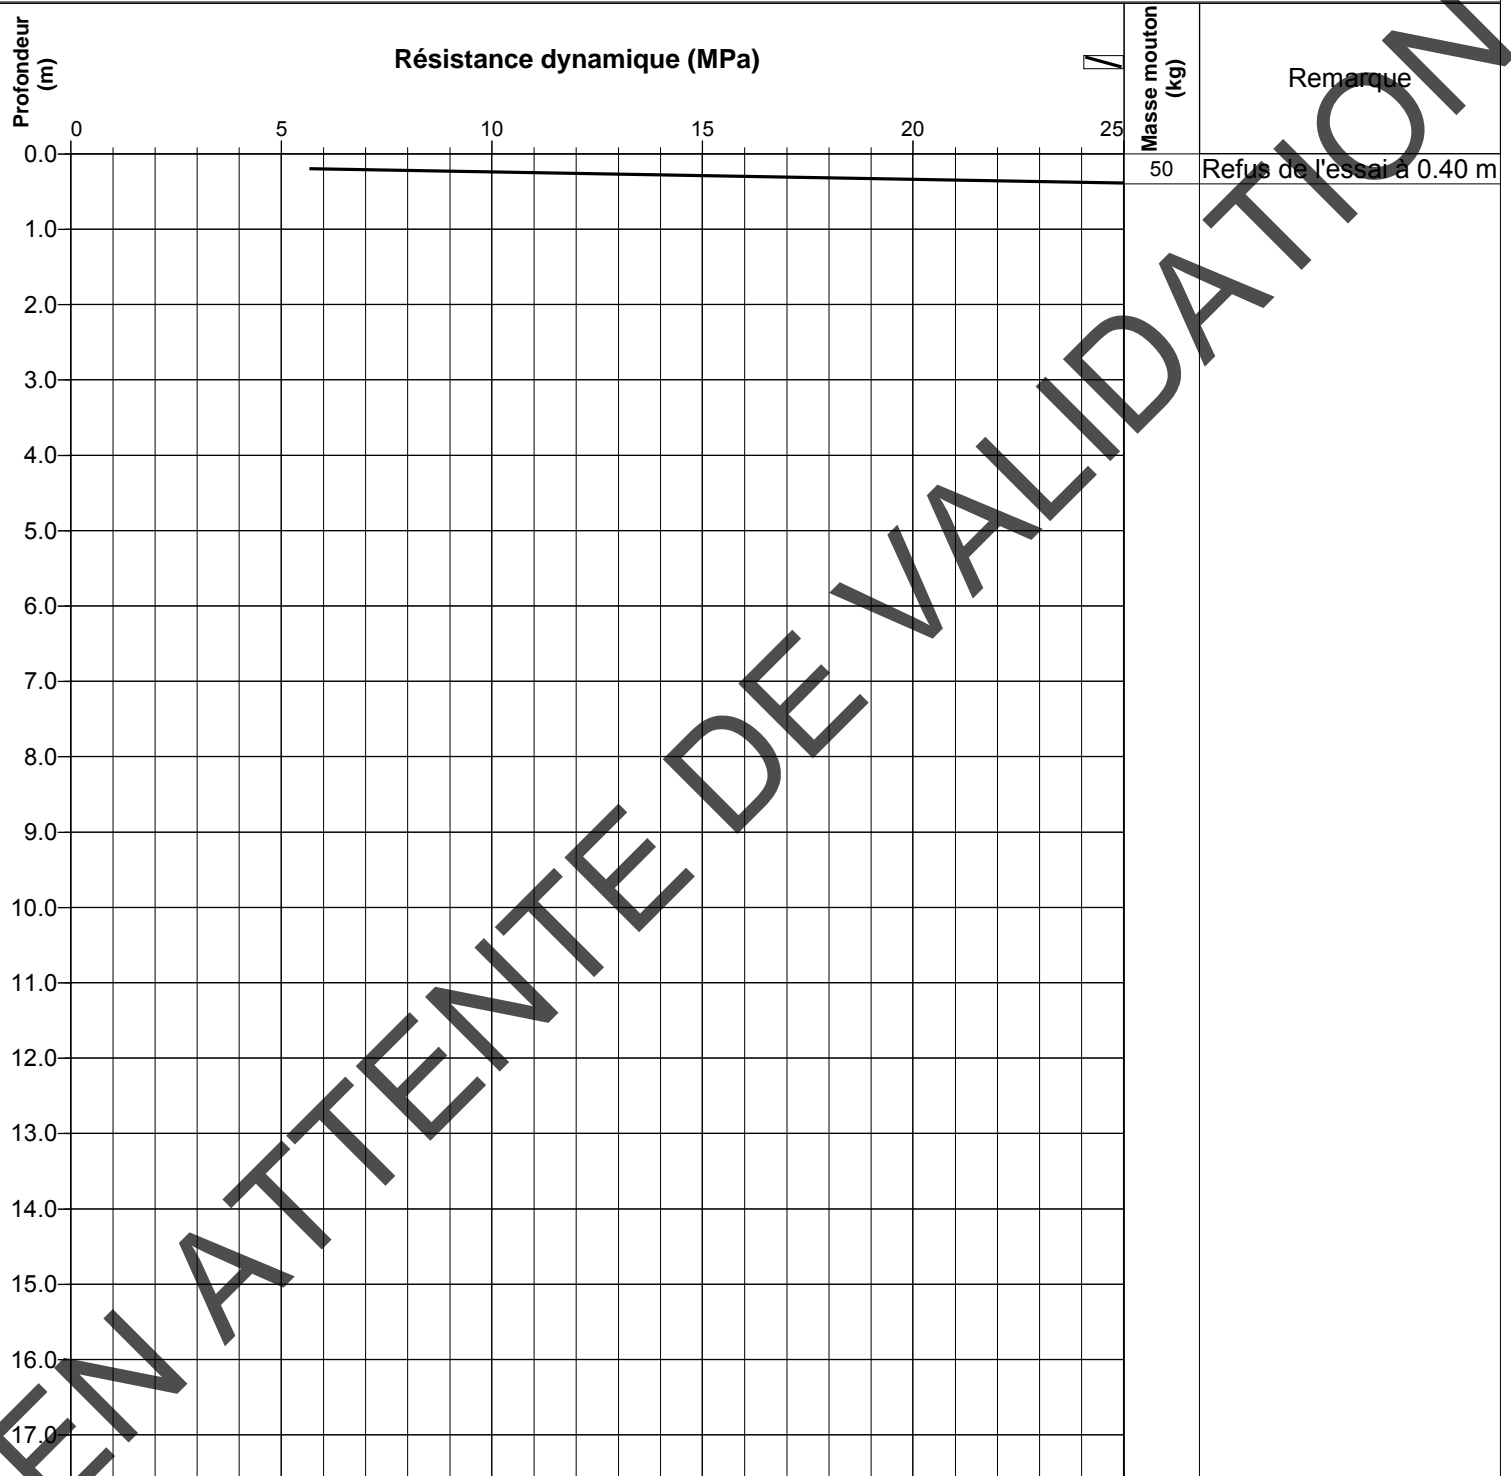 Profondeur
(m)
Résistance dynamique (MPa)
Masse mouton
(kg)
Remarque
0 5 10 15 20 25
0.0
50
Refus de l'essai à 0.40 m
1.0
2.0
3.0
4.0
5.0
6.0
7.0
8.0
9.0
10.0
11.0
12.0
13.0
14.0
15.0
16.0
17.0
EN ATTENTE DE VALIDATION